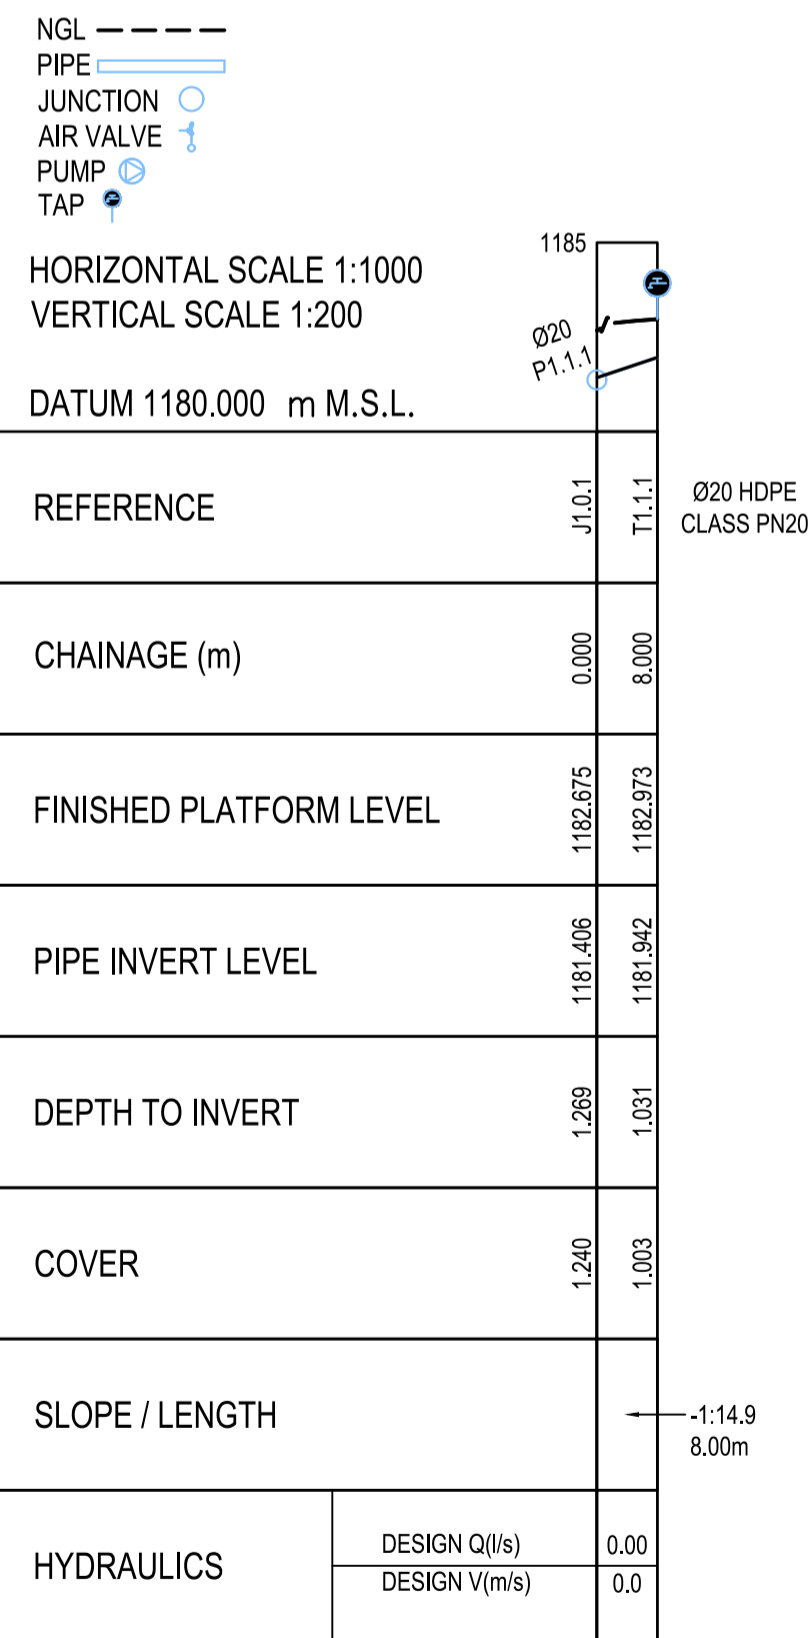 NGL
PIPE
JUNCTION
AIR VALVE
PUMP
TAP
HORIZONTAL SCALE 1:1000
VERTICAL SCALE 1:200
DATUM 1180.000 m M.S.L.
1185
Ø20
P1.1.1
REFERENCE
J1.0.1
T1.1.1
Ø20 HDPE
CLASS PN20
CHAINAGE (m)
0.000
8.000
FINISHED PLATFORM LEVEL
1182.675
1182.973
PIPE INVERT LEVEL
1181.406
1181.942
DEPTH TO INVERT
1.269
1.031
COVER
1.240
1.003
SLOPE / LENGTH
-1:14.9
8.00m
HYDRAULICS
DESIGN Q(l/s)
0.00
DESIGN V(m/s)
0.0